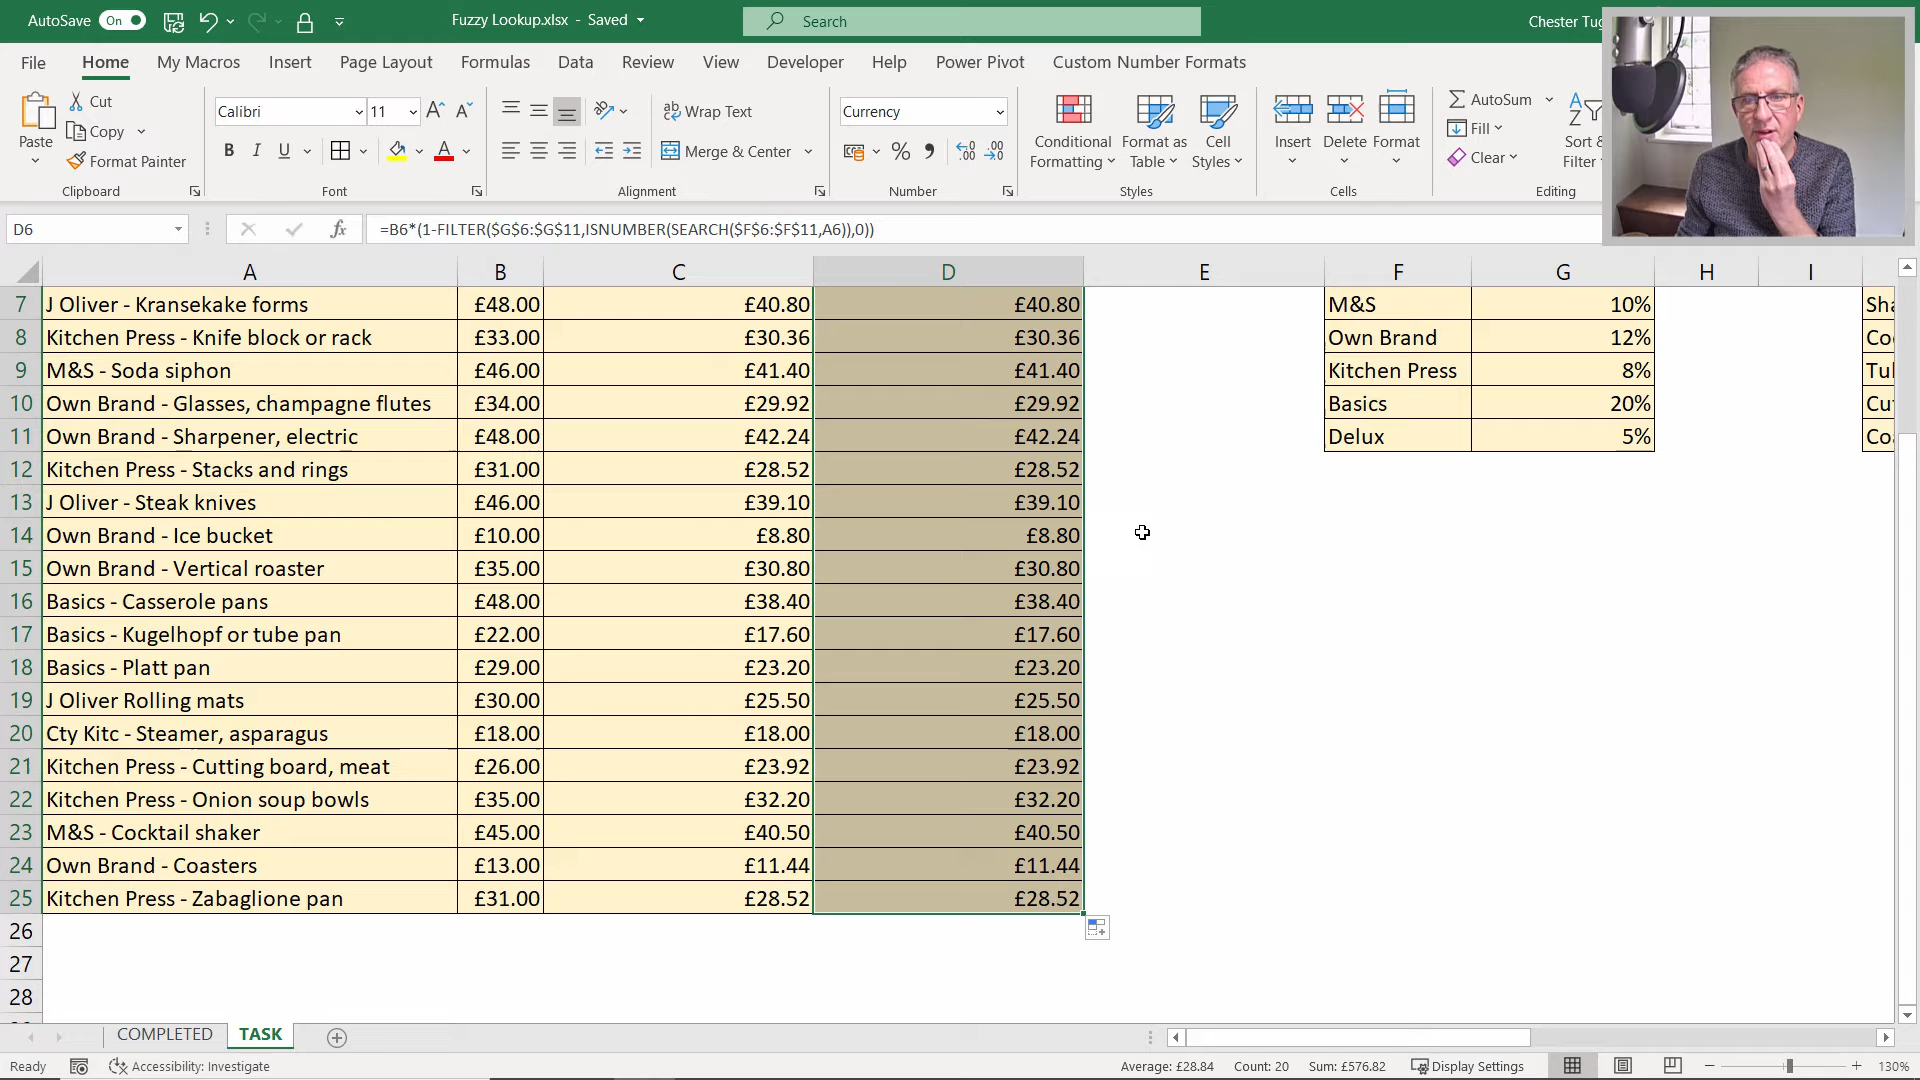 AutoSave On Fuzzy Lookup.xlsx - Saved Search Chester Tug
File Home My Macros Insert Page Layout Formulas Data Review View Developer Help Power Pivot Custom Number Formats
Cut
Copy
Format Painter
Paste
Clipboard
Calibri 11
B I U
Font
Wrap Text
Merge & Center
Alignment
Currency
Number
Conditional Formatting
Format as Table
Cell Styles
Styles
Insert Delete Format
Cells
AutoSum
Fill
Clear
Sort & Filter
Editing
D6 fx =B6*(1-FILTER($G$6:$G$11,ISNUMBER(SEARCH($F$6:$F$11,A6)),0))
A B C D E F G H I
7 J Oliver - Kransekake forms £48.00 £40.80 £40.80 M&S 10% Sha
8 Kitchen Press - Knife block or rack £33.00 £30.36 £30.36 Own Brand 12% Coo
9 M&S - Soda siphon £46.00 £41.40 £41.40 Kitchen Press 8% Tul
10 Own Brand - Glasses, champagne flutes £34.00 £29.92 £29.92 Basics 20% Cut
11 Own Brand - Sharpener, electric £48.00 £42.24 £42.24 Delux 5% Coa
12 Kitchen Press - Stacks and rings £31.00 £28.52 £28.52
13 J Oliver - Steak knives £46.00 £39.10 £39.10
14 Own Brand - Ice bucket £10.00 £8.80 £8.80
15 Own Brand - Vertical roaster £35.00 £30.80 £30.80
16 Basics - Casserole pans £48.00 £38.40 £38.40
17 Basics - Kugelhopf or tube pan £22.00 £17.60 £17.60
18 Basics - Platt pan £29.00 £23.20 £23.20
19 J Oliver Rolling mats £30.00 £25.50 £25.50
20 Cty Kitc - Steamer, asparagus £18.00 £18.00 £18.00
21 Kitchen Press - Cutting board, meat £26.00 £23.92 £23.92
22 Kitchen Press - Onion soup bowls £35.00 £32.20 £32.20
23 M&S - Cocktail shaker £45.00 £40.50 £40.50
24 Own Brand - Coasters £13.00 £11.44 £11.44
25 Kitchen Press - Zabaglione pan £31.00 £28.52 £28.52
26
27
28
COMPLETED TASK
Ready Accessibility: Investigate Average: £28.84 Count: 20 Sum: £576.82 Display Settings 130%